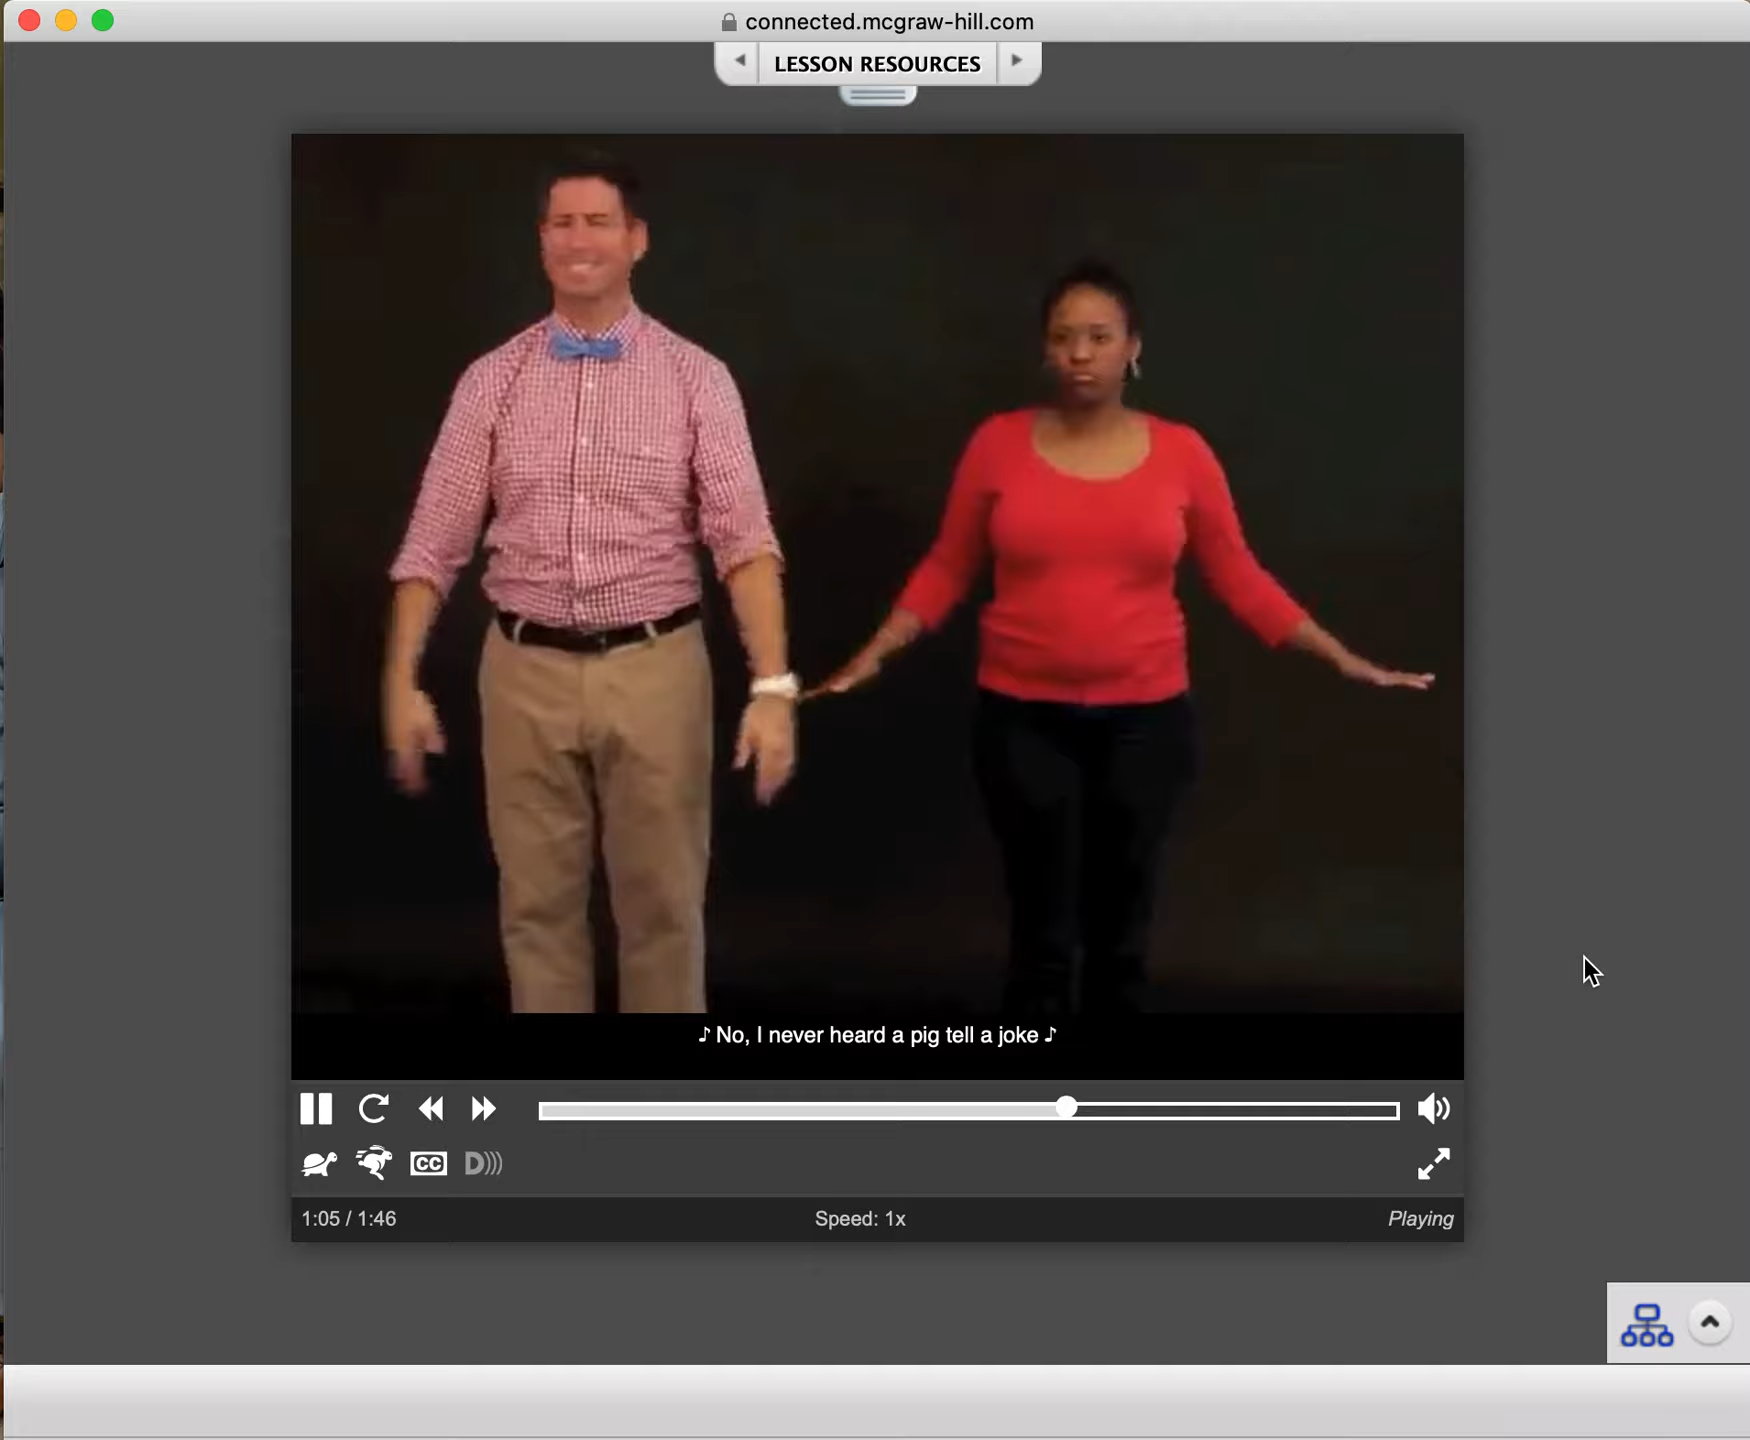 connected.mcgraw-hill.com
LESSON RESOURCES
♪ No, I never heard a pig tell a joke ♪
CC D)))
1:05 / 1:46 Speed: 1x Playing